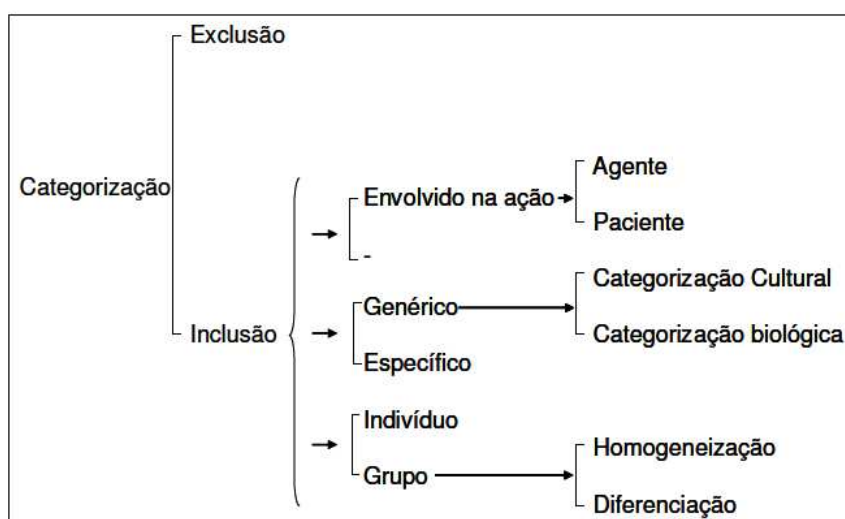 Exclusão
Categorização
Inclusão
Envolvido na ação
-
Agente
Paciente
Genérico
Específico
Categorização Cultural
Categorização biológica
Indivíduo
Grupo
Homogeneização
Diferenciação